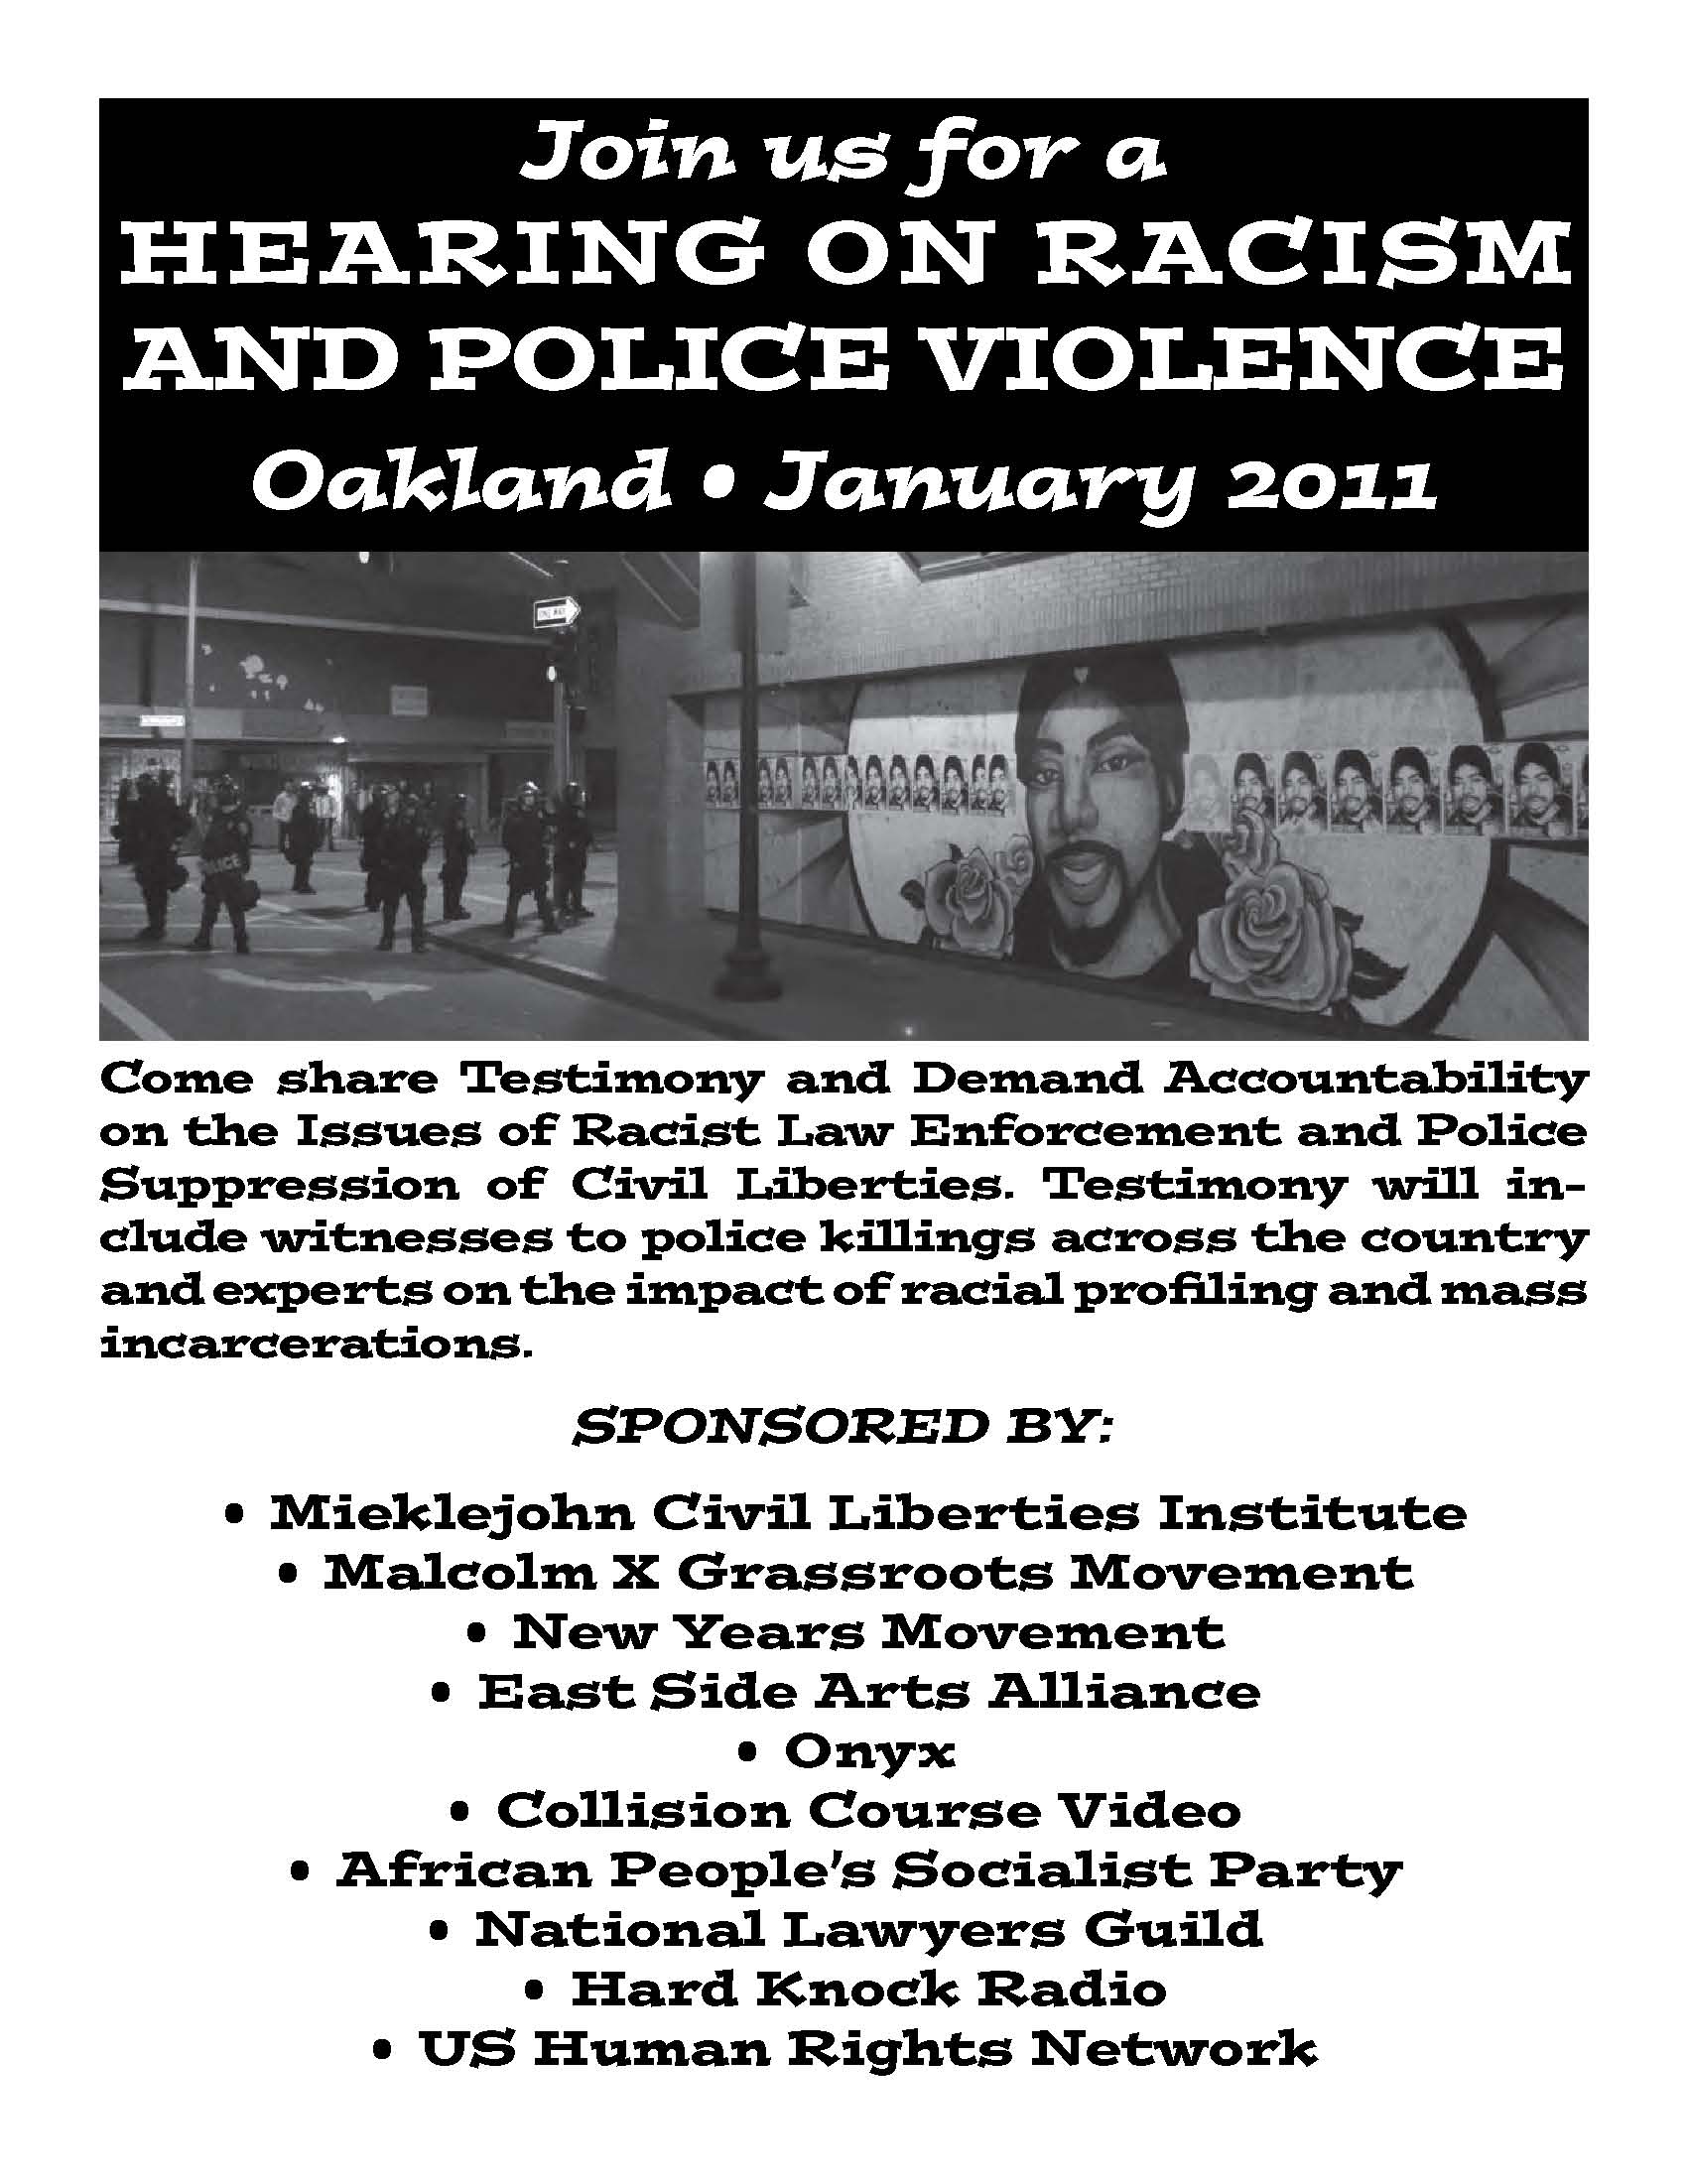 Join us for a
HEARING ON RACISM
AND POLICE VIOLENCE
Oakland • January 2011
ONE WAY
POLICE
Come share Testimony and Demand Accountability
on the Issues of Racist Law Enforcement and Police
Suppression of Civil Liberties. Testimony will in-
clude witnesses to police killings across the country
and experts on the impact of racial profiling and mass
incarcerations.
SPONSORED BY:
• Mieklejohn Civil Liberties Institute
• Malcolm X Grassroots Movement
• New Years Movement
• East Side Arts Alliance
• Onyx
• Collision Course Video
• African People's Socialist Party
• National Lawyers Guild
• Hard Knock Radio
• US Human Rights Network